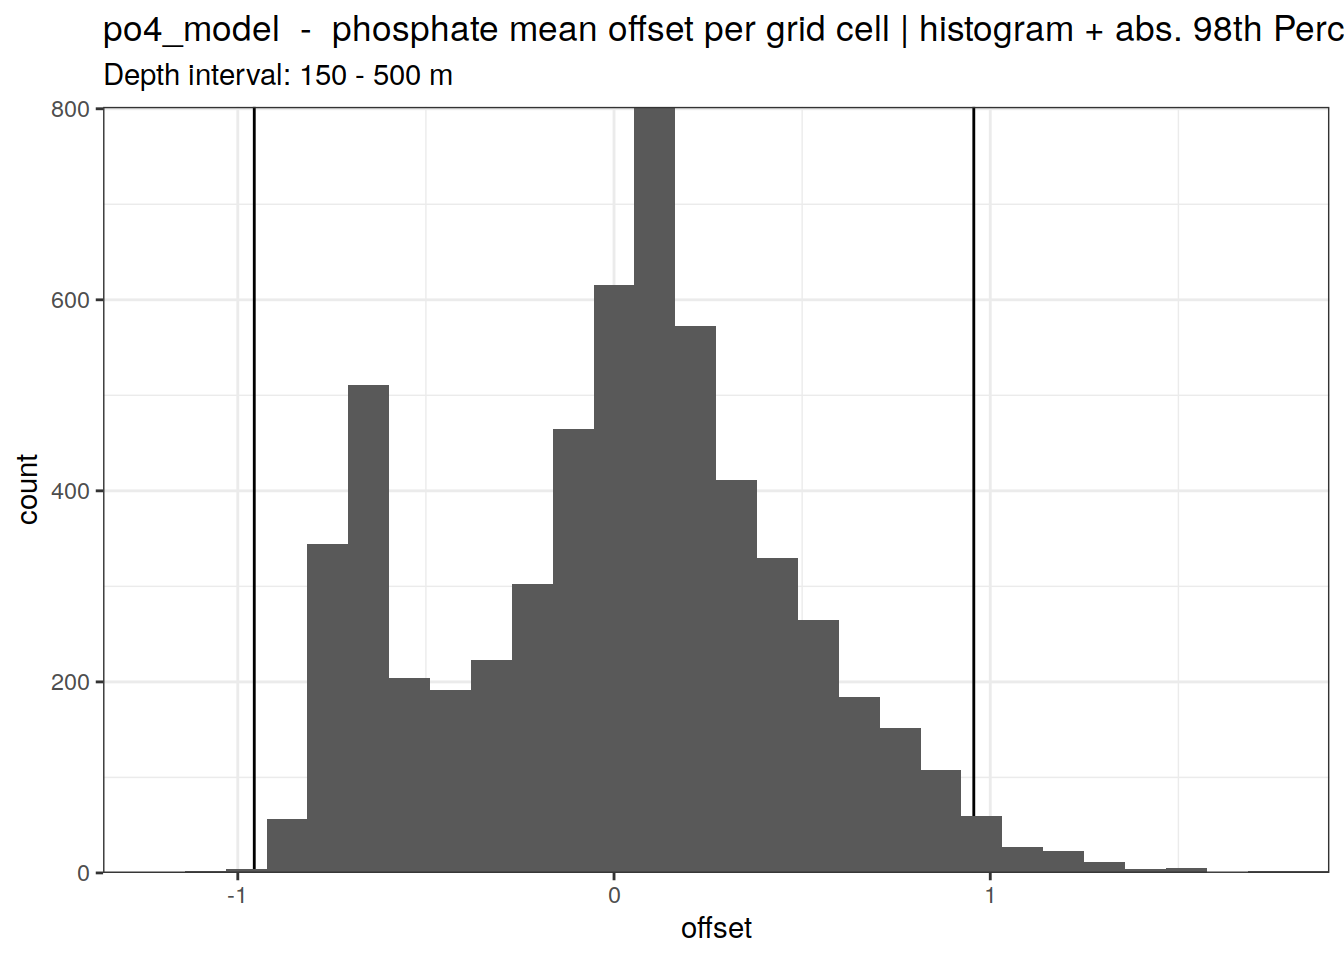 po4_model - phosphate mean offset per grid cell | histogram + abs. 98th Perc
Depth interval: 150 - 500 m
800
600
400
200
0
count
-1
0
1
offset